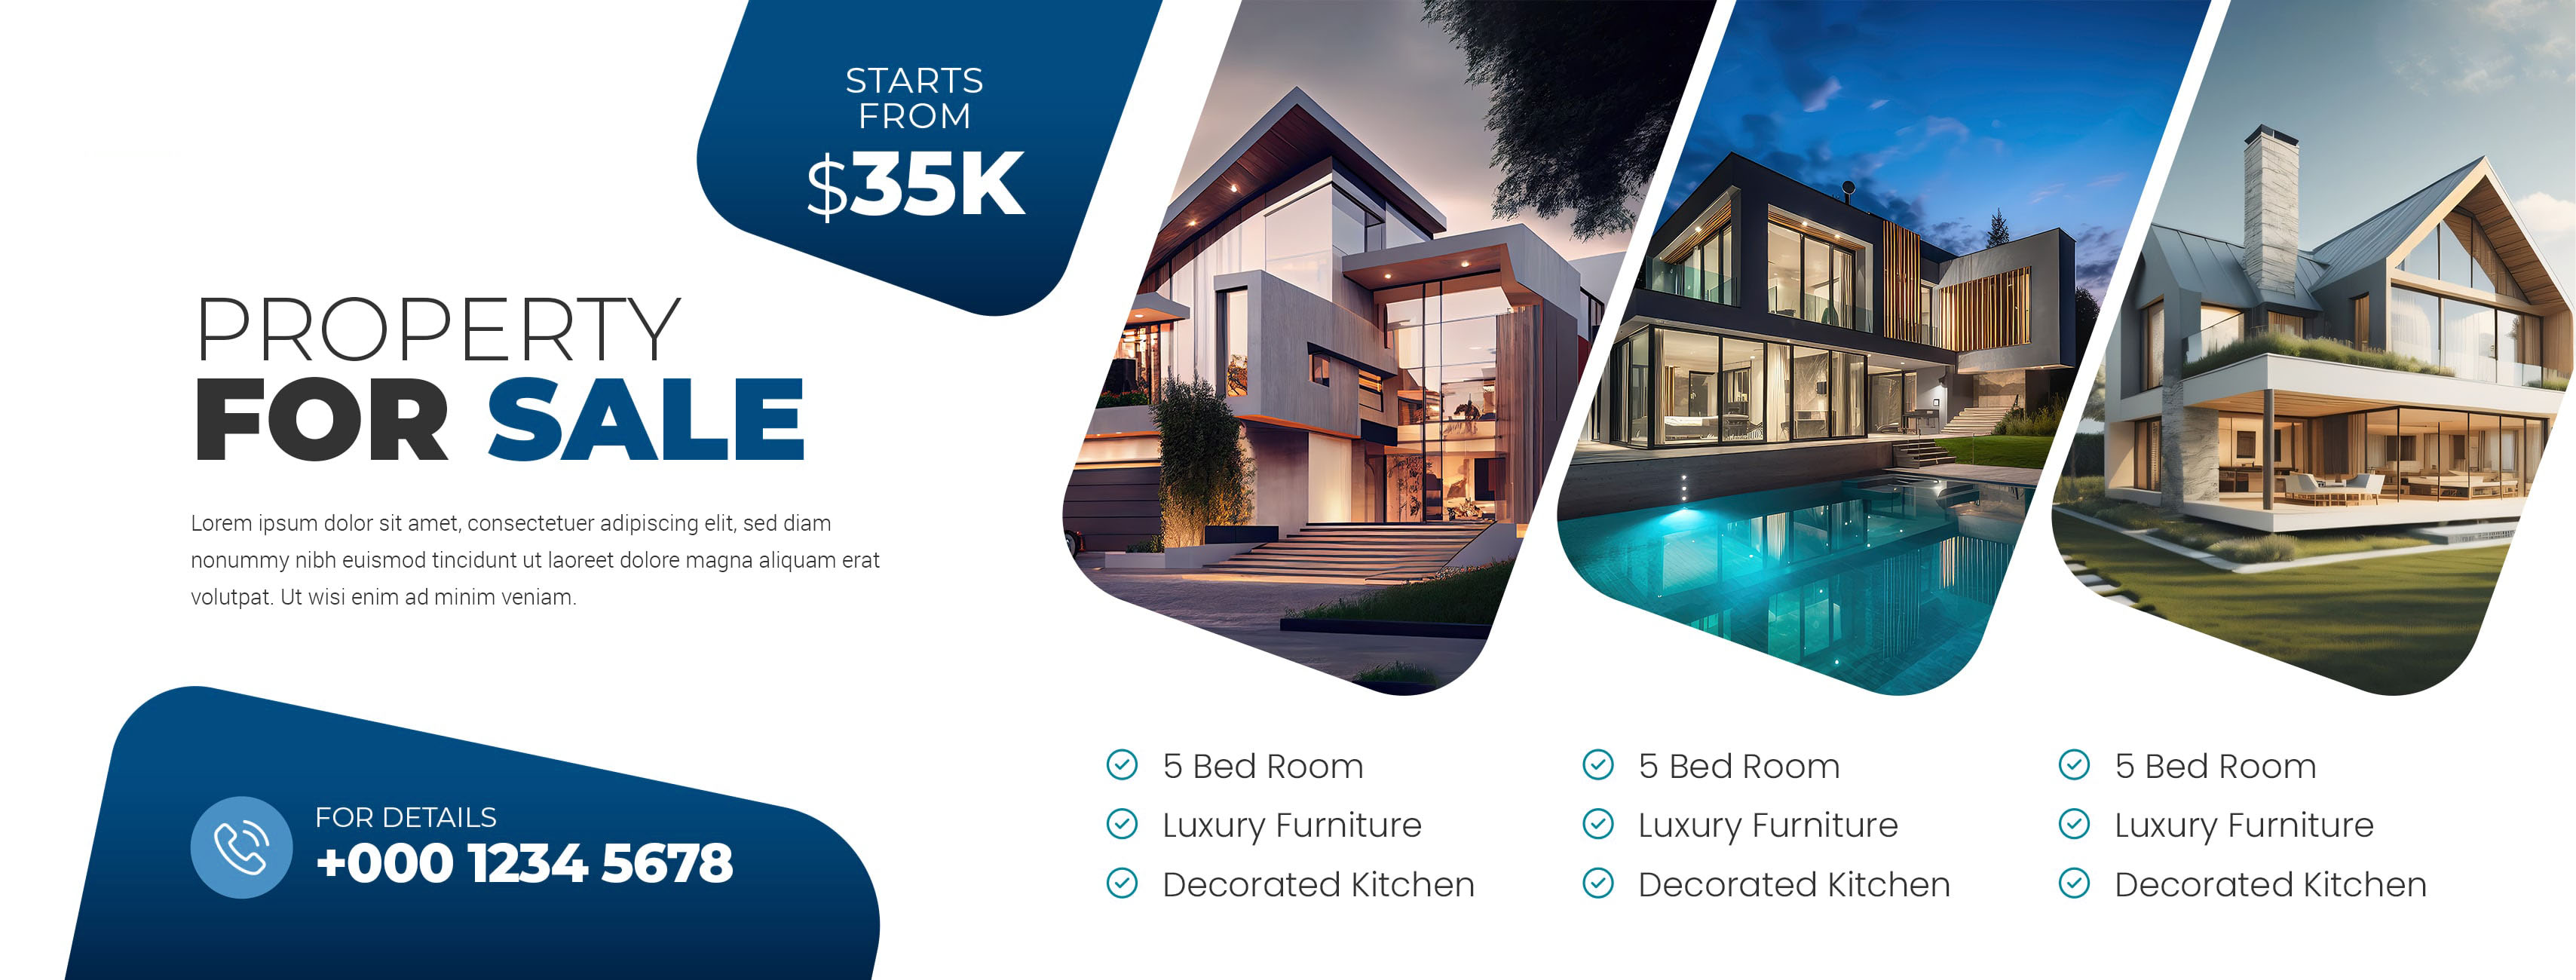 STARTS
FROM
$35K
PROPERTY
FOR SALE
Lorem ipsum dolor sit amet, consectetuer adipiscing elit, sed diam
nonummy nibh euismod tincidunt ut laoreet dolore magna aliquam erat
volutpat. Ut wisi enim ad minim veniam.
FOR DETAILS
+000 1234 5678
5 Bed Room
Luxury Furniture
Decorated Kitchen
5 Bed Room
Luxury Furniture
Decorated Kitchen
5 Bed Room
Luxury Furniture
Decorated Kitchen